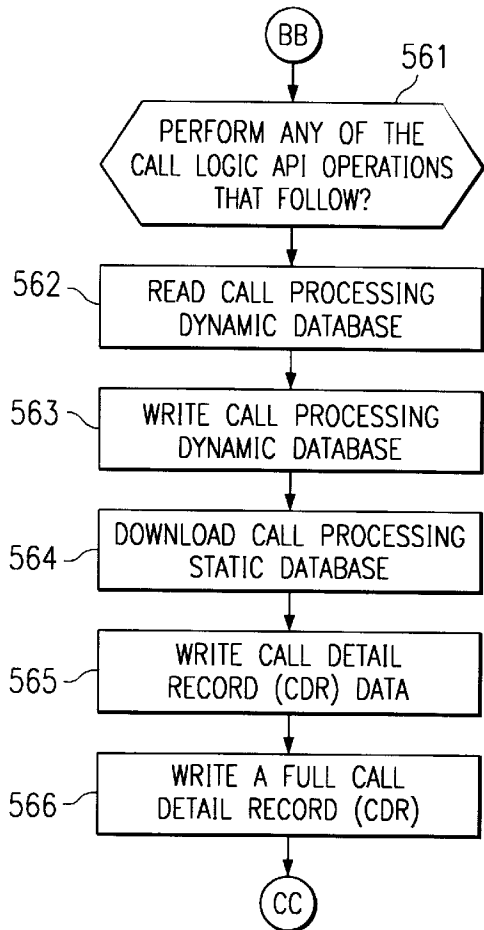 BB
561
PERFORM ANY OF THE
CALL LOGIC API OPERATIONS
THAT FOLLOW?
562
READ CALL PROCESSING
DYNAMIC DATABASE
563
WRITE CALL PROCESSING
DYNAMIC DATABASE
564
DOWNLOAD CALL PROCESSING
STATIC DATABASE
565
WRITE CALL DETAIL
RECORD (CDR) DATA
566
WRITE A FULL CALL
DETAIL RECORD (CDR)
CC